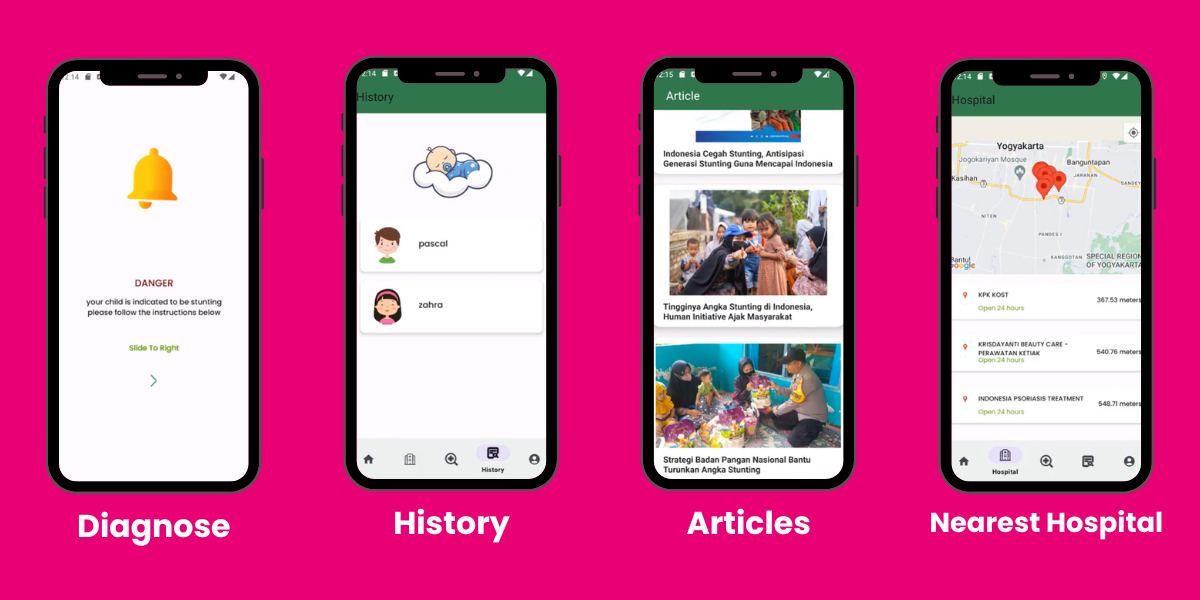 2:14
DANGER
your child is indicated to be stunting
please follow the instructions below
Slide To Right
Diagnose
2:14
History
pascal
zahra
History
History
2:15
Article
Indonesia Cegah Stunting, Antisipasi
Generasi Stunting Guna Mencapai Indonesia
Tingginya Angka Stunting di Indonesia,
Human Initiative Ajak Masyarakat
Strategi Badan Pangan Nasional Bantu
Turunkan Angka Stunting
Articles
2:14
Hospital
Yogyakarta
Jogokariyan Mosque
Banguntapan
Kasihan
JARANAN
SANDEY
NITEN
PANDES I
KANGGOTAN
SPECIAL REGION
OF YOGYAKARTA
Bantul
Google
KPK KOST
367.53 meters
Open 24 hours
KRISDAYANTI BEAUTY CARE -
PERAWATAN KETIAK
540.76 meters
Open 24 hours
INDONESIA PSORIASIS TREATMENT
548.71 meters
Open 24 hours
Hospital
Nearest Hospital